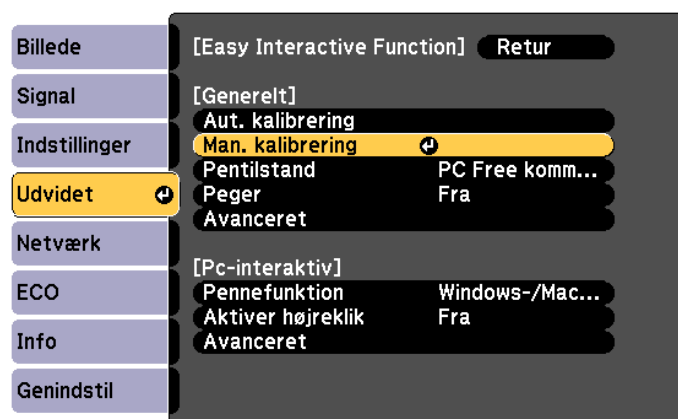 Billede
Signal
Indstillinger
Udvidet
Netværk
ECO
Info
Genindstil
[Easy Interactive Function] Retur
[Generelt]
Aut. kalibrering
Man. kalibrering
Pentilstand PC Free komm...
Peger Fra
Avanceret
[Pc-interaktiv]
Pennefunktion Windows-/Mac...
Aktiver højreklik Fra
Avanceret